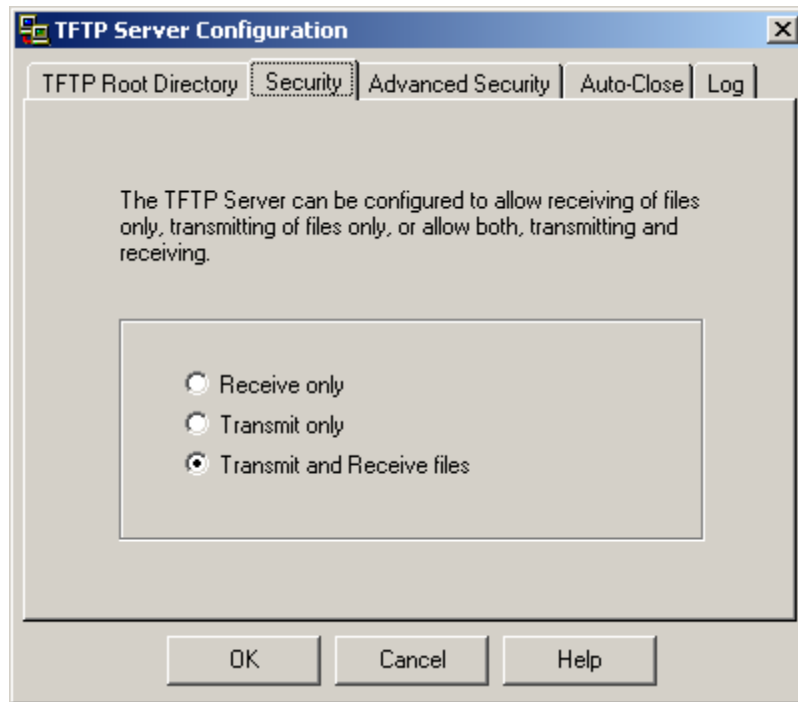 TFTP Server Configuration
TFTP Root Directory Security Advanced Security Auto-Close Log
The TFTP Server can be configured to allow receiving of files
only, transmitting of files only, or allow both, transmitting and
receiving.
Receive only
Transmit only
Transmit and Receive files
OK Cancel Help